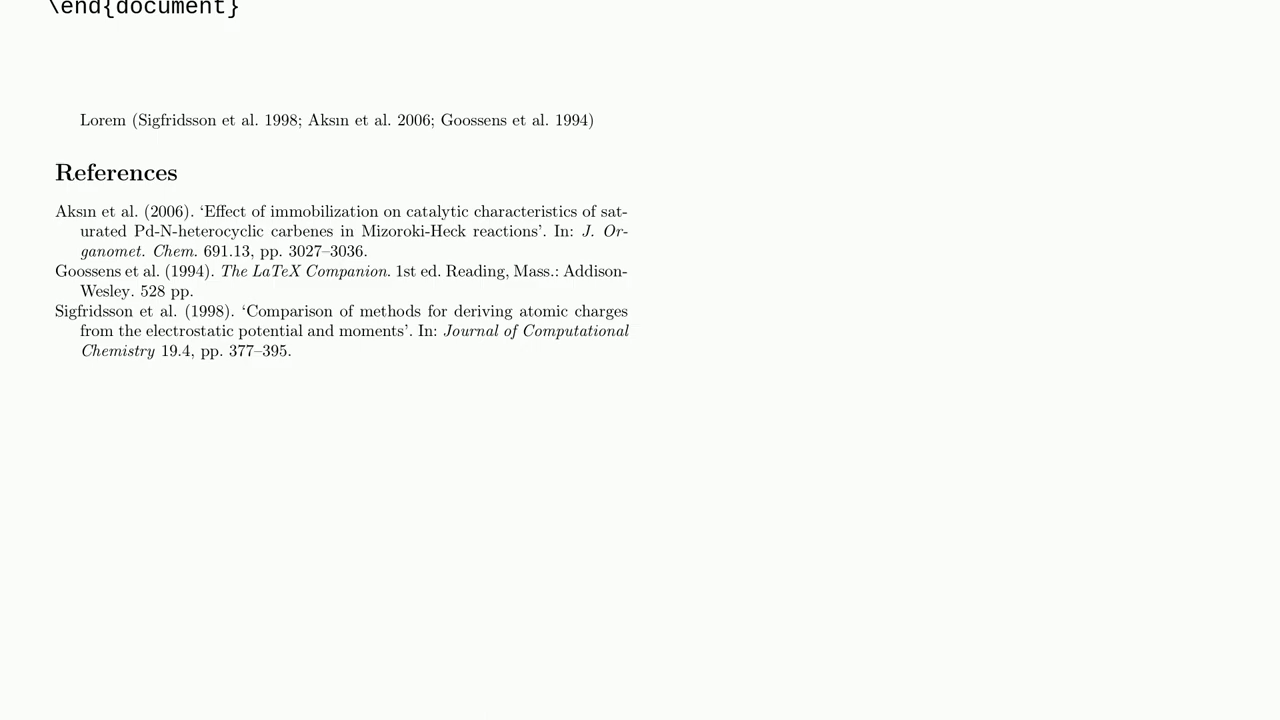 \end{document}
Lorem (Sigfridsson et al. 1998; Aksın et al. 2006; Goossens et al. 1994)
References
Aksın et al. (2006). ‘Effect of immobilization on catalytic characteristics of sat-
urated Pd-N-heterocyclic carbenes in Mizoroki-Heck reactions’. In: J. Or-
ganomet. Chem. 691.13, pp. 3027–3036.
Goossens et al. (1994). The LaTeX Companion. 1st ed. Reading, Mass.: Addison-
Wesley. 528 pp.
Sigfridsson et al. (1998). ‘Comparison of methods for deriving atomic charges
from the electrostatic potential and moments’. In: Journal of Computational
Chemistry 19.4, pp. 377–395.